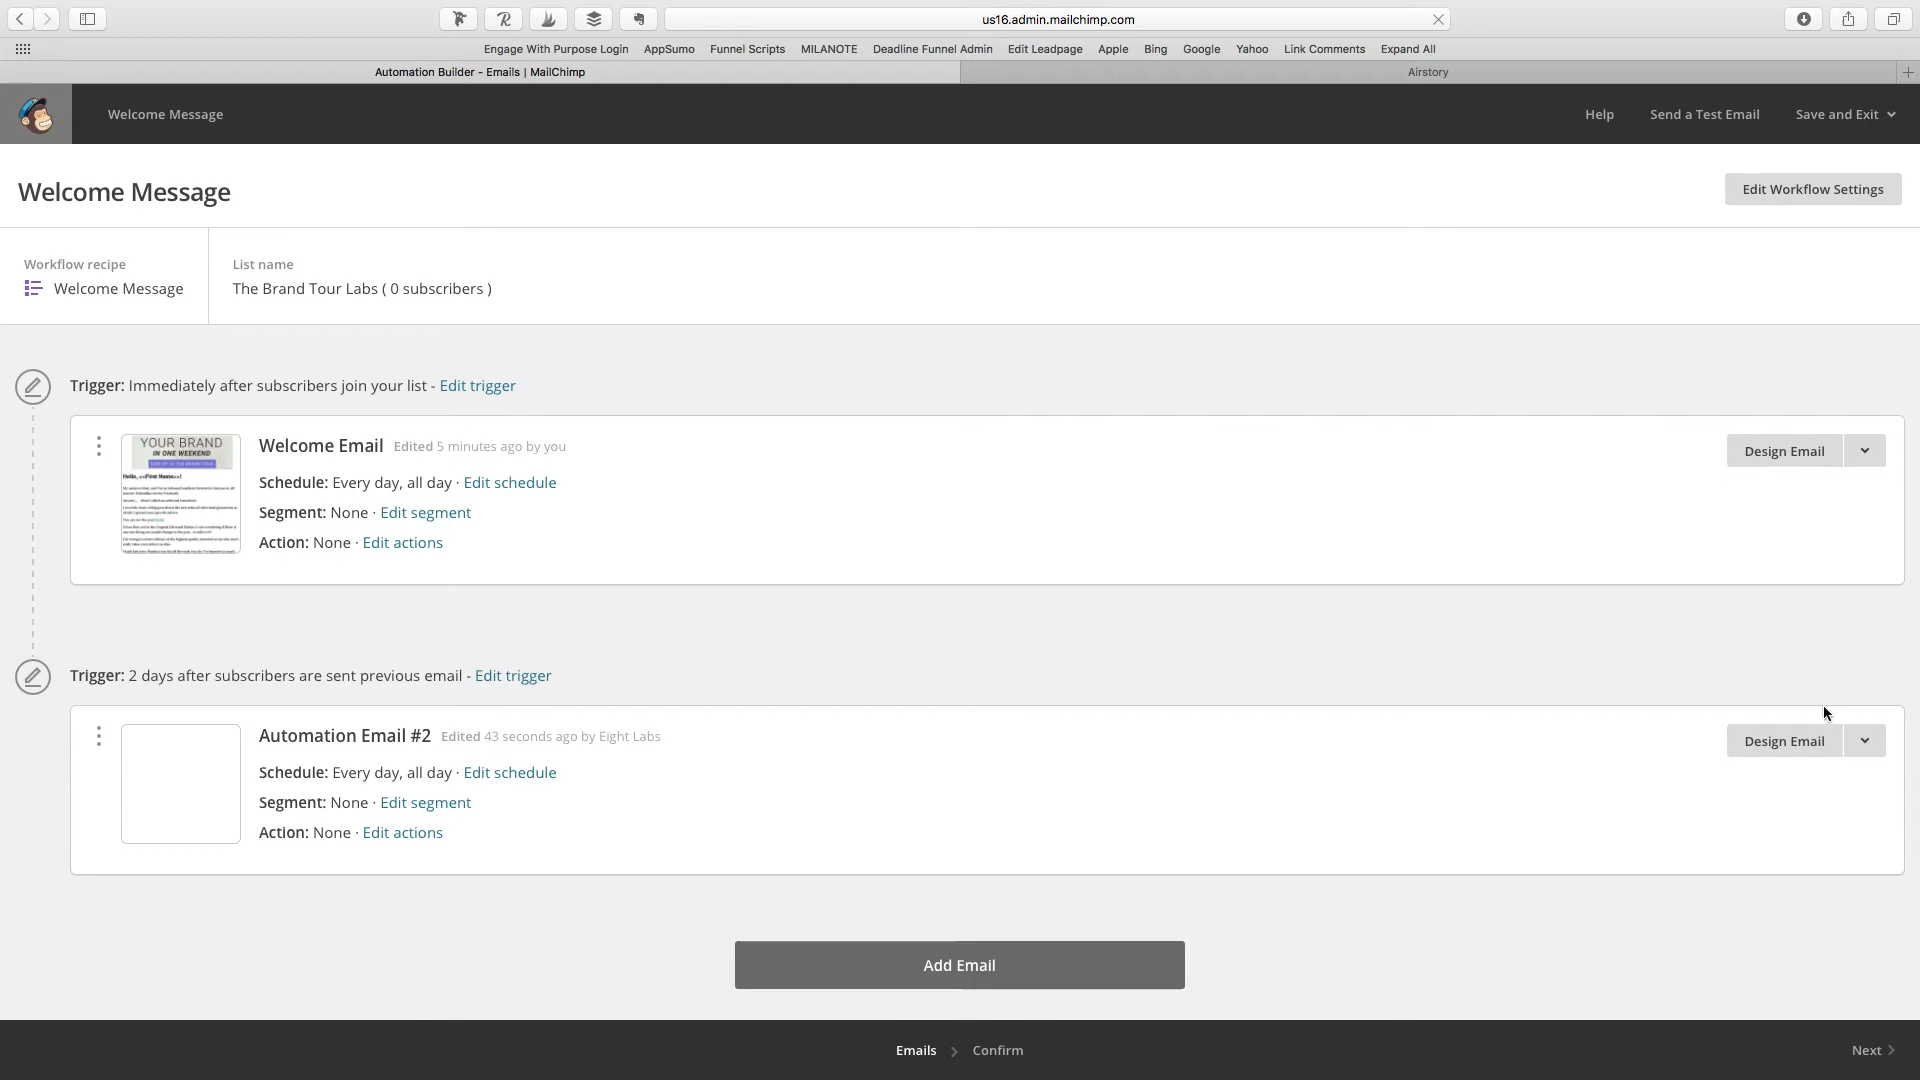 us16.admin.mailchimp.com
Engage With Purpose Login AppSumo Funnel Scripts MILANOTE Deadline Funnel Admin Edit Leadpage Apple Bing Google Yahoo Link Comments Expand All
Automation Builder - Emails | MailChimp Airstory
Welcome Message Help Send a Test Email Save and Exit
Welcome Message Edit Workflow Settings
Workflow recipe List name
Welcome Message The Brand Tour Labs ( 0 subscribers )
Trigger: Immediately after subscribers join your list - Edit trigger
YOUR BRAND
IN ONE WEEKEND
Hello, <<First Name>>!
Welcome Email Edited 5 minutes ago by you Design Email
Schedule: Every day, all day · Edit schedule
Segment: None · Edit segment
Action: None · Edit actions
Trigger: 2 days after subscribers are sent previous email - Edit trigger
Automation Email #2 Edited 43 seconds ago by Eight Labs Design Email
Schedule: Every day, all day · Edit schedule
Segment: None · Edit segment
Action: None · Edit actions
Add Email
Emails > Confirm Next >